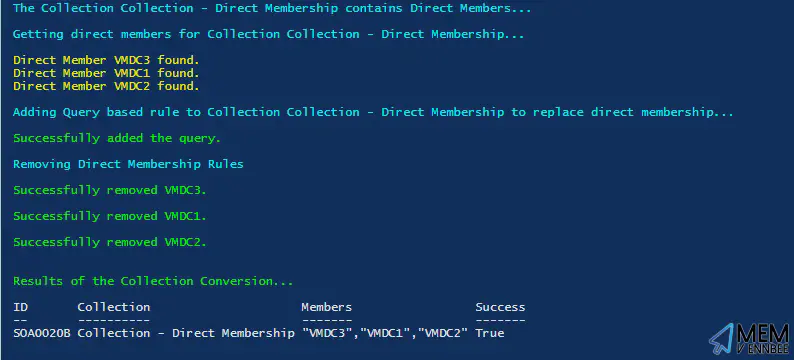 The Collection Collection - Direct Membership contains Direct Members...
Getting direct members for Collection Collection - Direct Membership...
Direct Member VMDC3 found.
Direct Member VMDC1 found.
Direct Member VMDC2 found.
Adding Query based rule to Collection Collection - Direct Membership to replace direct membership...
Successfully added the query.
Removing Direct Membership Rules
Successfully removed VMDC3.
Successfully removed VMDC1.
Successfully removed VMDC2.
Results of the Collection Conversion...
ID Collection Members Success
-- ---------- ------- -------
SOA0020B Collection - Direct Membership "VMDC3","VMDC1","VMDC2" True
MEM
VENNBEE